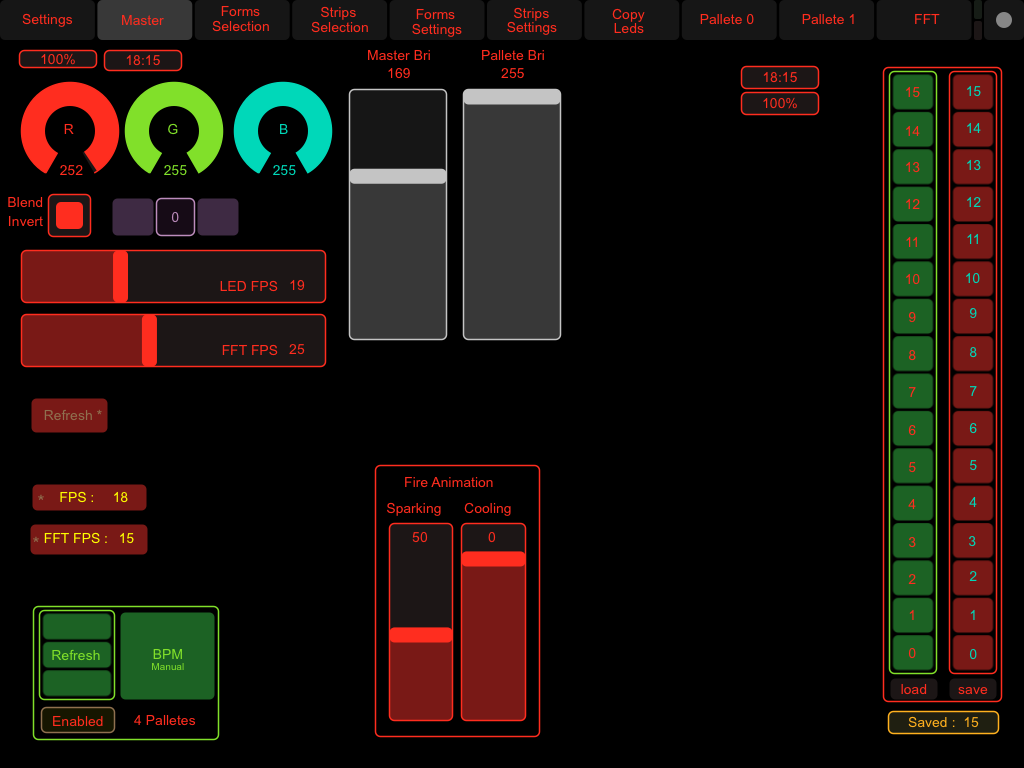 Settings
Master
Forms
Selection
Strips
Selection
Forms
Settings
Strips
Settings
Copy
Leds
Pallete 0
Pallete 1
FFT
100%
18:15
R
252
G
255
B
255
Blend
Invert
0
LED FPS 19
FFT FPS 25
Refresh *
* FPS : 18
* FFT FPS : 15
Refresh
BPM
Manual
Enabled
4 Palletes
Master Bri
169
Pallete Bri
255
Fire Animation
Sparking
50
Cooling
0
18:15
100%
15 15
14 14
13 13
12 12
11 11
10 10
9 9
8 8
7 7
6 6
5 5
4 4
3 3
2 2
1 1
0 0
load save
Saved : 15